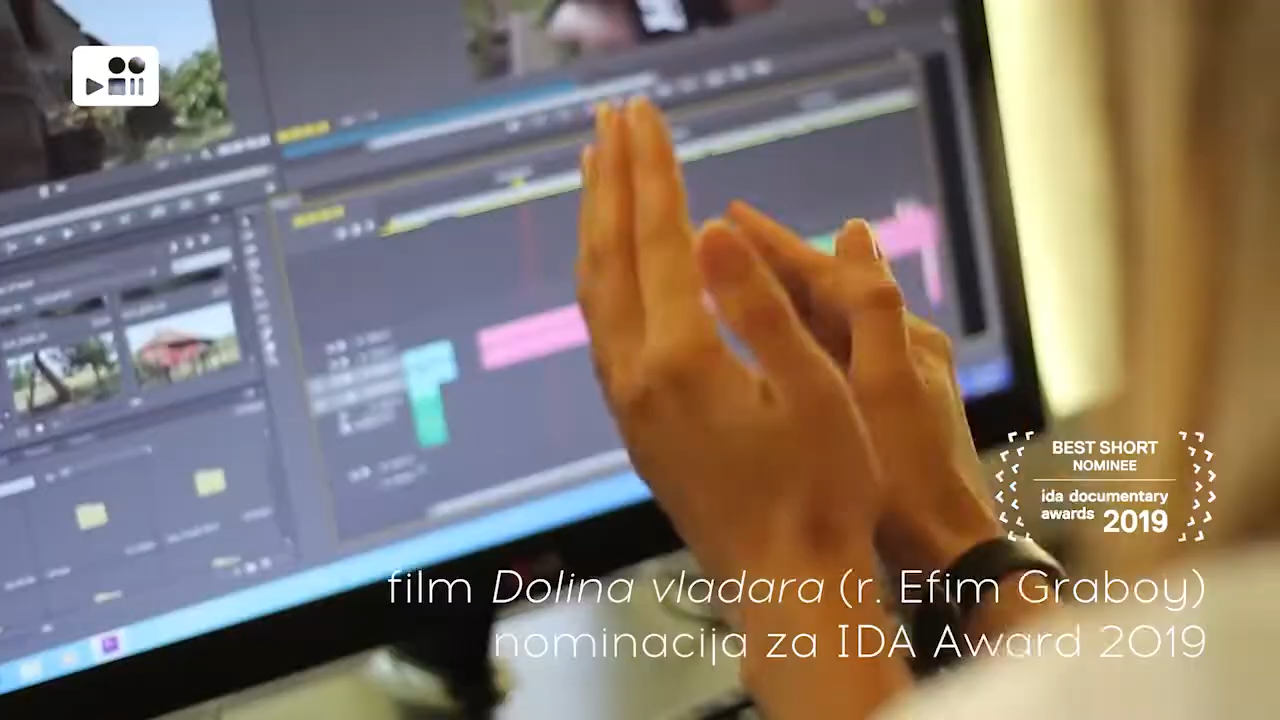 BEST SHORT
NOMINEE
ida documentary
awards 2019
film Dolina vladara (r. Efim Graboy)
nominacija za IDA Award 2019